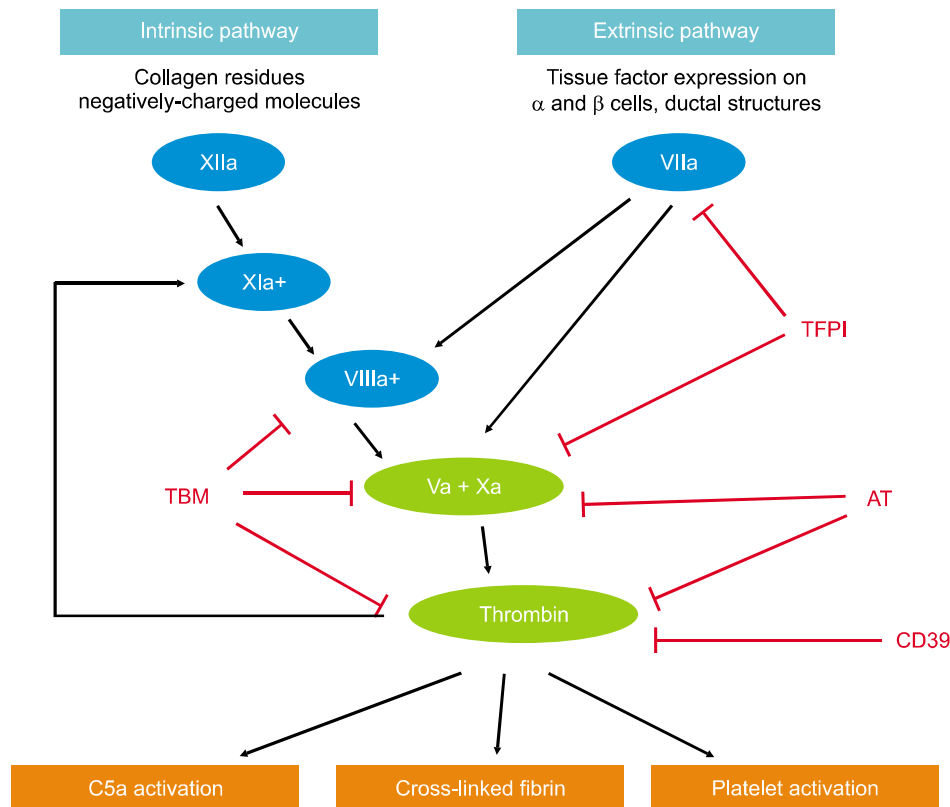 Intrinsic pathway
Extrinsic pathway
Collagen residues
negatively-charged molecules
Tissue factor expression on
α and β cells, ductal structures
XIIa
VIIa
XIa+
TFPI
VIIIa+
TBM
Va + Xa
AT
Thrombin
CD39
C5a activation
Cross-linked fibrin
Platelet activation